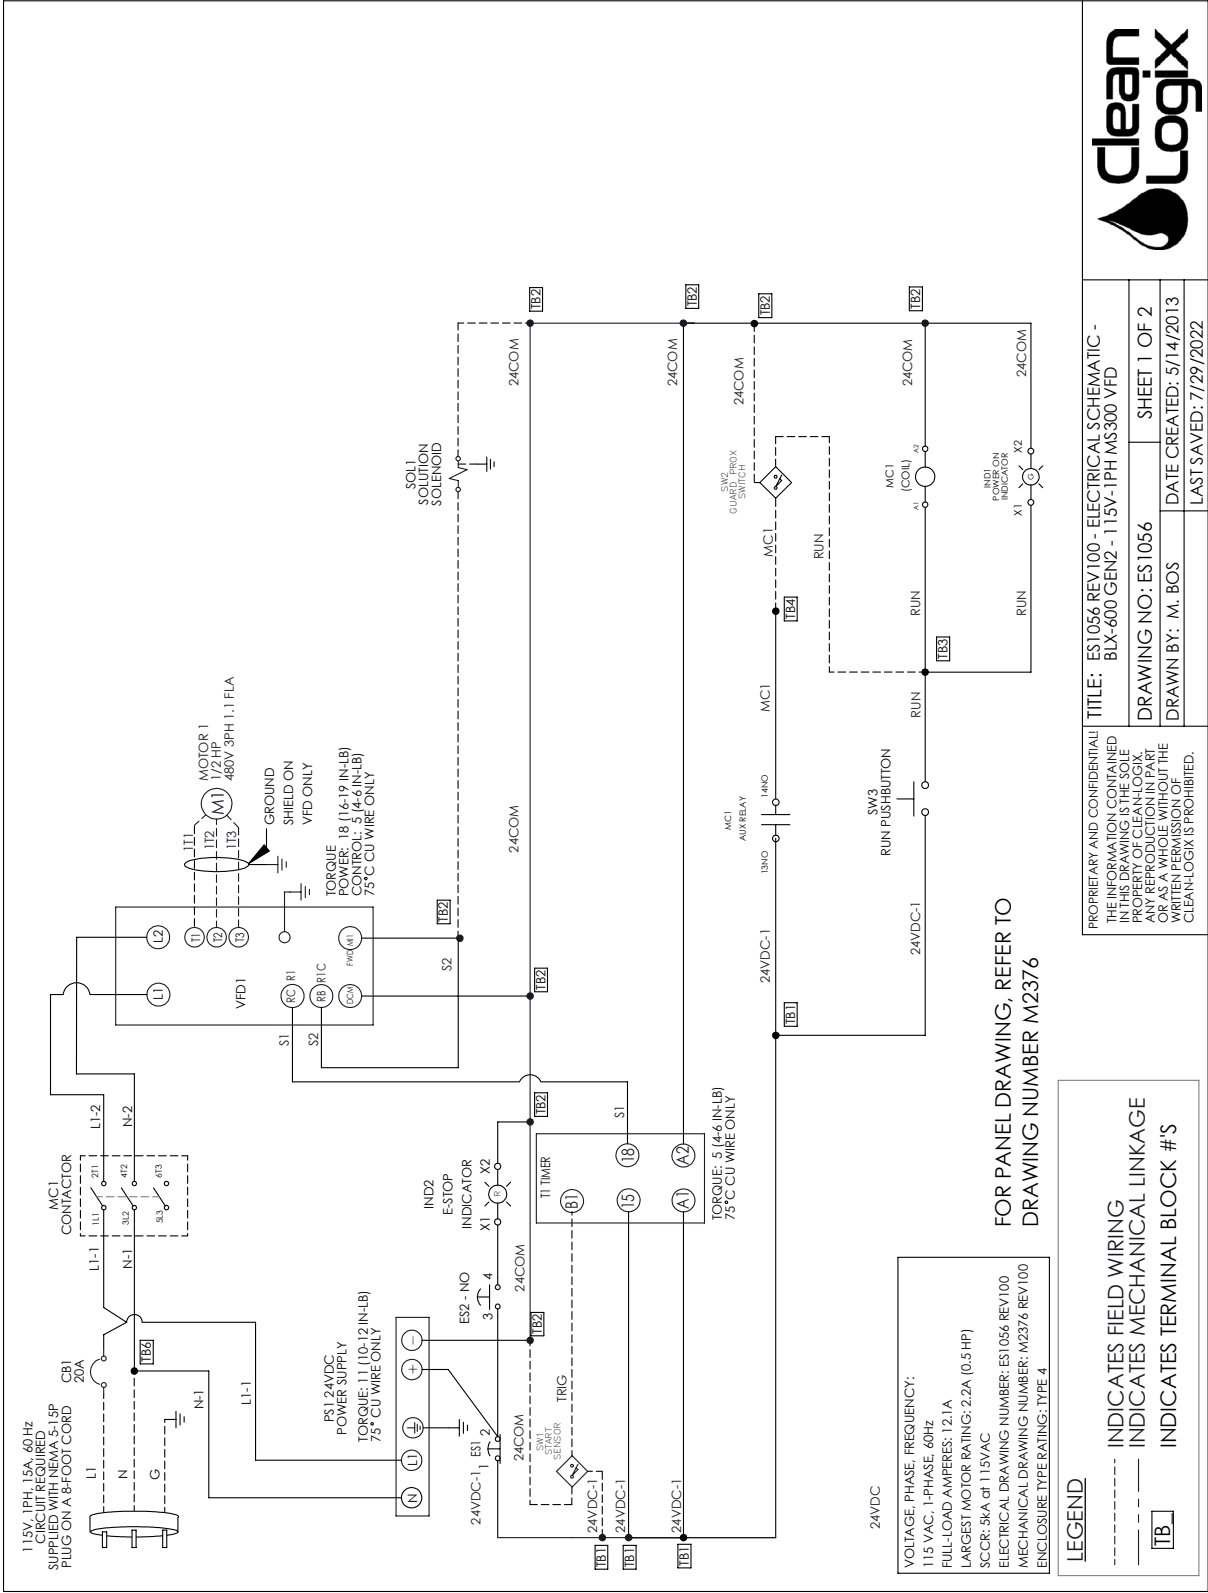 115V, 1PH, 15A, 60 Hz
CIRCUIT REQUIRED
SUPPLIED WITH NEMA 5-15P
PLUG ON A 8-FOOT CORD
L1
N
G
CB1
20A
TB6
N-1
L1-1
L1-1
N-1
MC1
CONTACTOR
1L1
2T1
3L2
4T2
5L3
6T3
L1-2
N-2
L1
L2
VFD1
T1
T2
T3
RC
R1
RB
R1C
DCM
FWD
MI1
1T1
1T2
1T3
M1
MOTOR 1
1/2 HP
480V 3PH 1.1 FLA
GROUND
SHIELD ON
VFD ONLY
TORQUE
POWER: 18 (16-19 IN-LB)
CONTROL: 5 (4-6 IN-LB)
75°C CU WIRE ONLY
S1
S2
S2
TB2
SOL1
SOLUTION
SOLENOID
PS1 24VDC
POWER SUPPLY
TORQUE: 11 (10-12 IN-LB)
75° CU WIRE ONLY
N
L1
+
-
24VDC-1
1
ES1
2
ES2 - NO
3
4
IND2
E-STOP
INDICATOR
X1
R
X2
24COM
24COM
TB2
TB2
TB2
24COM
24COM
TB2
SW1
START
SENSOR
TRIG
T1 TIMER
B1
15
18
A1
A2
S1
TORQUE: 5 (4-6 IN-LB)
75°C CU WIRE ONLY
24VDC-1
24VDC-1
24VDC-1
TB1
TB1
TB1
24COM
TB2
TB1
24VDC-1
13NO
MC1
AUX RELAY
14NO
MC1
TB4
MC1
SW2
GUARD PROX
SWITCH
24COM
TB2
RUN
24VDC-1
SW3
RUN PUSHBUTTON
RUN
TB3
RUN
A1
MC1
(COIL)
A2
24COM
TB2
RUN
X1
IND1
POWER ON
INDICATOR
G
X2
24COM
24VDC
VOLTAGE, PHASE, FREQUENCY:
115 VAC, 1-PHASE, 60Hz
FULL-LOAD AMPERES: 12.1A
LARGEST MOTOR RATING: 2.2A (0.5 HP)
SCCR: 5kA at 115VAC
ELECTRICAL DRAWING NUMBER: ES1056 REV100
MECHANICAL DRAWING NUMBER: M2376 REV100
ENCLOSURE TYPE RATING: TYPE 4
FOR PANEL DRAWING, REFER TO
DRAWING NUMBER M2376
LEGEND
INDICATES FIELD WIRING
INDICATES MECHANICAL LINKAGE
TB_
INDICATES TERMINAL BLOCK #'S
PROPRIETARY AND CONFIDENTIAL!
THE INFORMATION CONTAINED
IN THIS DRAWING IS THE SOLE
PROPERTY OF CLEAN-LOGIX.
ANY REPRODUCTION IN PART
OR AS A WHOLE WITHOUT THE
WRITTEN PERMISSION OF
CLEAN-LOGIX IS PROHIBITED.
TITLE: ES1056 REV100 - ELECTRICAL SCHEMATIC -
BLX-600 GEN2 - 115V-1PH MS300 VFD
DRAWING NO: ES1056
SHEET 1 OF 2
DRAWN BY: M. BOS
DATE CREATED: 5/14/2013
LAST SAVED: 7/29/2022
Clean
Logix